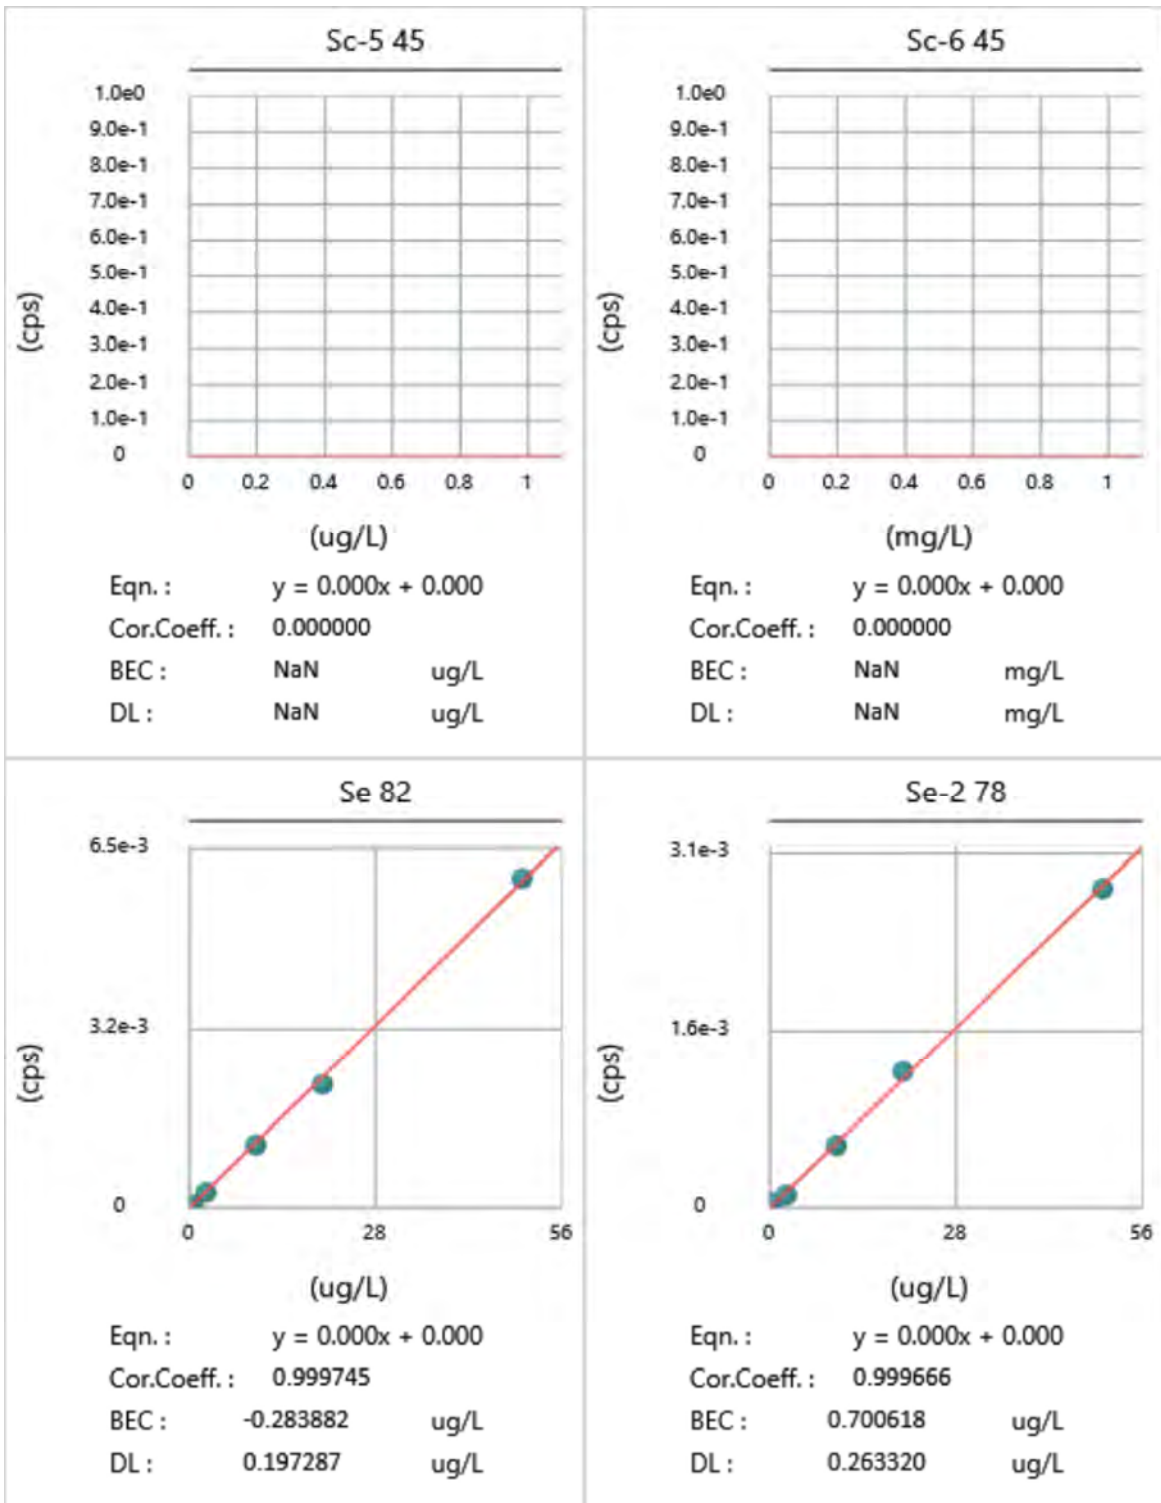 Sc-5 45
1.0e0
9.0e-1
8.0e-1
7.0e-1
6.0e-1
5.0e-1
4.0e-1
3.0e-1
2.0e-1
1.0e-1
0
(cps)
0 0.2 0.4 0.6 0.8 1
(ug/L)
Eqn. : y = 0.000x + 0.000
Cor.Coeff. : 0.000000
BEC : NaN ug/L
DL : NaN ug/L
Sc-6 45
1.0e0
9.0e-1
8.0e-1
7.0e-1
6.0e-1
5.0e-1
4.0e-1
3.0e-1
2.0e-1
1.0e-1
0
(cps)
0 0.2 0.4 0.6 0.8 1
(mg/L)
Eqn. : y = 0.000x + 0.000
Cor.Coeff. : 0.000000
BEC : NaN mg/L
DL : NaN mg/L
Se 82
6.5e-3
3.2e-3
0
(cps)
0 28 56
(ug/L)
Eqn. : y = 0.000x + 0.000
Cor.Coeff. : 0.999745
BEC : -0.283882 ug/L
DL : 0.197287 ug/L
Se-2 78
3.1e-3
1.6e-3
0
(cps)
0 28 56
(ug/L)
Eqn. : y = 0.000x + 0.000
Cor.Coeff. : 0.999666
BEC : 0.700618 ug/L
DL : 0.263320 ug/L